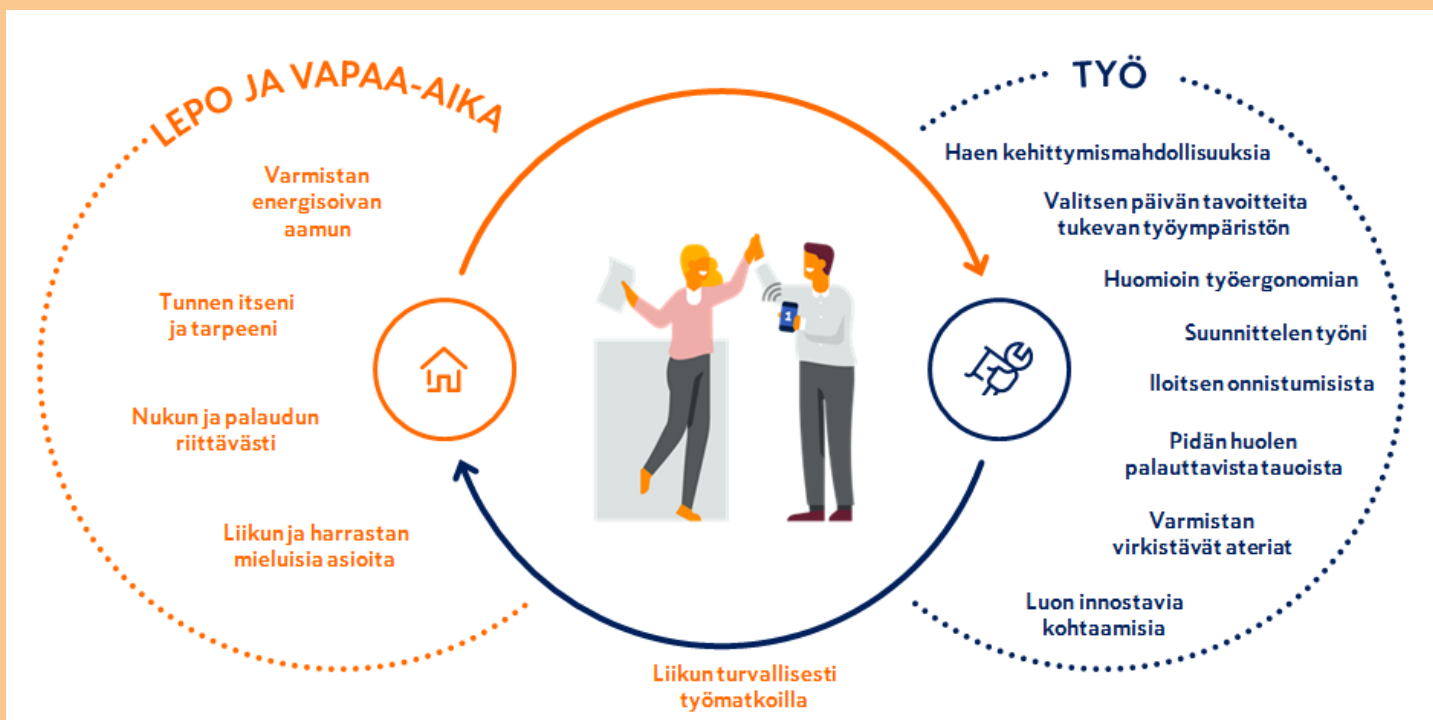 LEPO JA VAPAA-AIKA
Varmistan
energisoivan
aamun
Tunnen itseni
ja tarpeeni
Nukun ja palaudun
riittävästi
Liikun ja harrastan
mieluisia asioita
1
TYÖ
Haen kehittymismahdollisuuksia
Valitsen päivän tavoitteita
tukevan työympäristön
Huomioin työergonomian
Suunnittelen työni
Iloitsen onnistumisista
Pidän huolen
palauttavista tauoista
Varmistan
virkistävät ateriat
Luon innostavia
kohtaamisia
Liikun turvallisesti
työmatkoilla